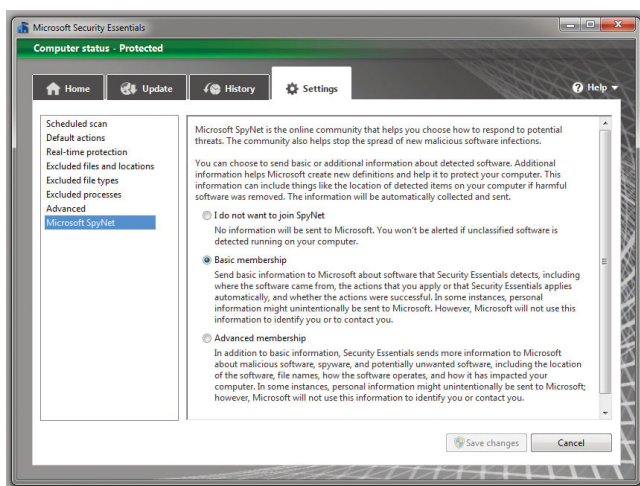 Microsoft Security Essentials
Computer status - Protected
Home
Update
History
Settings
Help
Scheduled scan
Default actions
Real-time protection
Excluded files and locations
Excluded file types
Excluded processes
Advanced
Microsoft SpyNet
Microsoft SpyNet is the online community that helps you choose how to respond to potential
threats. The community also helps stop the spread of new malicious software infections.
You can choose to send basic or additional information about detected software. Additional
information helps Microsoft create new definitions and help it to protect your computer. This
information can include things like the location of detected items on your computer if harmful
software was removed. The information will be automatically collected and sent.
I do not want to join SpyNet
No information will be sent to Microsoft. You won't be alerted if unclassified software is
detected running on your computer.
Basic membership
Send basic information to Microsoft about software that Security Essentials detects, including
where the software came from, the actions that you apply or that Security Essentials applies
automatically, and whether the actions were successful. In some instances, personal
information might unintentionally be sent to Microsoft. However, Microsoft will not use this
information to identify you or to contact you.
Advanced membership
In addition to basic information, Security Essentials sends more information to Microsoft
about malicious software, spyware, and potentially unwanted software, including the location
of the software, file names, how the software operates, and how it has impacted your
computer. In some instances, personal information might unintentionally be sent to Microsoft;
however, Microsoft will not use this information to identify you or contact you.
Save changes
Cancel